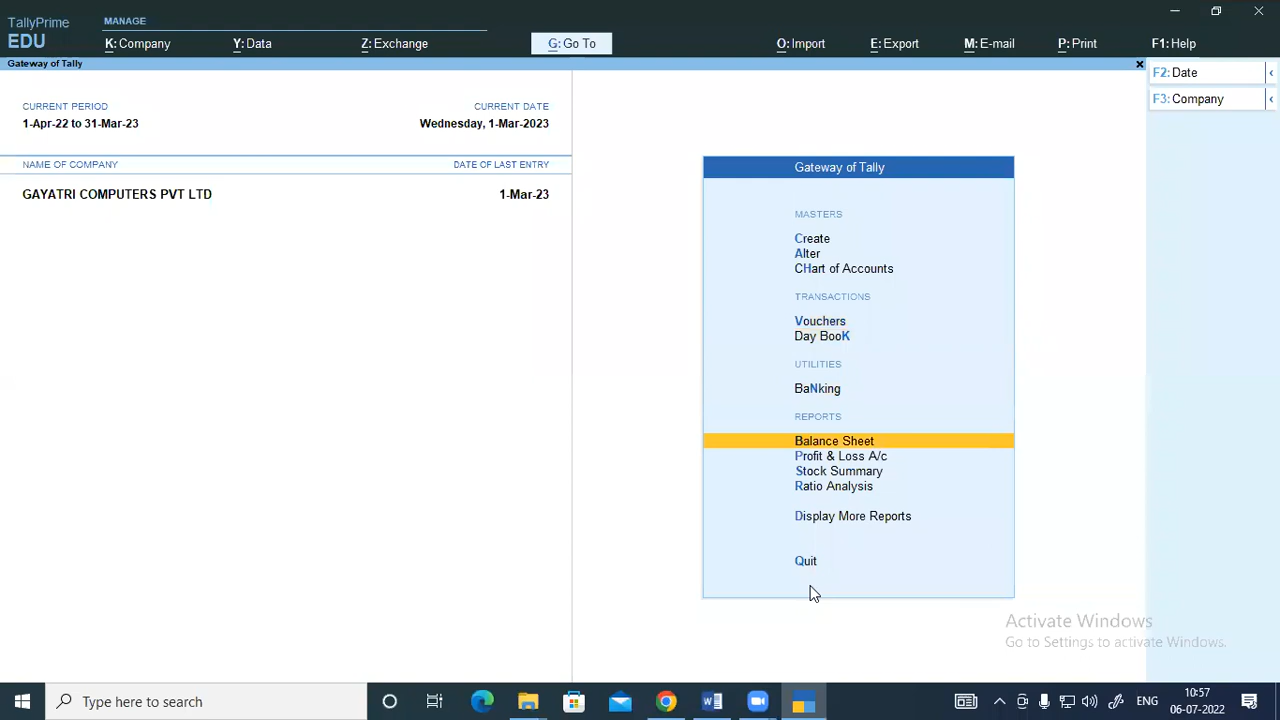 TallyPrime
EDU
MANAGE
K: Company
Y: Data
Z: Exchange
G: Go To
O: Import
E: Export
M: E-mail
P: Print
F1: Help
Gateway of Tally
F2: Date
F3: Company
CURRENT PERIOD
CURRENT DATE
1-Apr-22 to 31-Mar-23
Wednesday, 1-Mar-2023
NAME OF COMPANY
DATE OF LAST ENTRY
GAYATRI COMPUTERS PVT LTD
1-Mar-23
Gateway of Tally
MASTERS
Create
Alter
CHart of Accounts
TRANSACTIONS
Vouchers
Day BooK
UTILITIES
BaNking
REPORTS
Balance Sheet
Profit & Loss A/c
Stock Summary
Ratio Analysis
Display More Reports
Quit
Activate Windows
Go to Settings to activate Windows.
Type here to search
ENG
10:57
06-07-2022